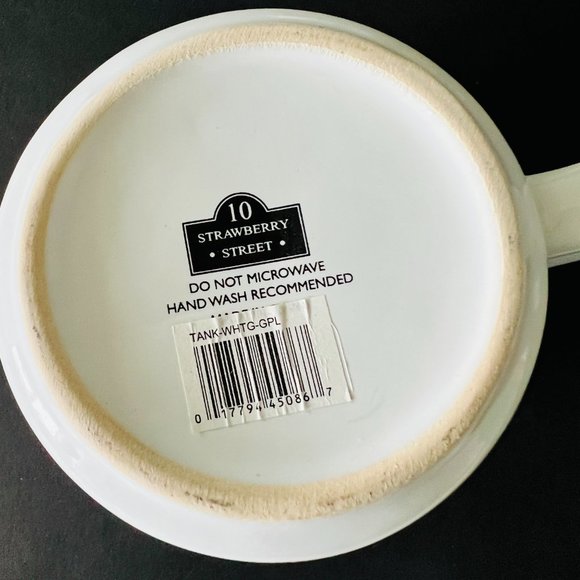 10
STRAWBERRY
• STREET •
DO NOT MICROWAVE
HAND WASH RECOMMENDED
TANK-WHTG-GPL
0 17794 45086 7